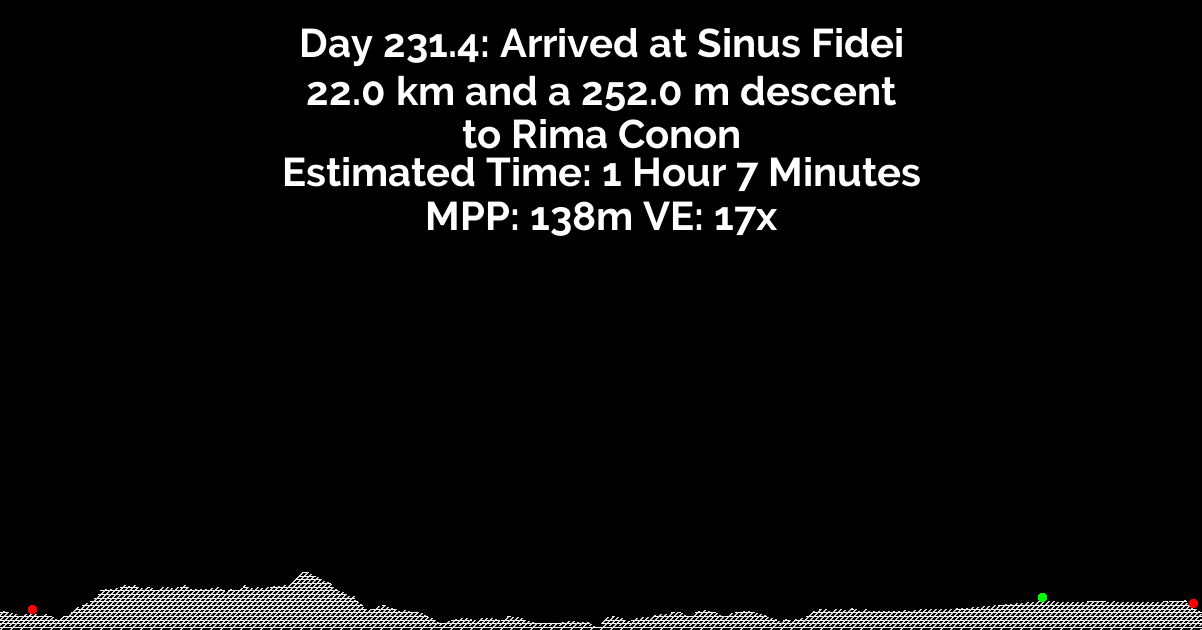 Day 231.4: Arrived at Sinus Fidei
22.0 km and a 252.0 m descent
to Rima Conon
Estimated Time: 1 Hour 7 Minutes
MPP: 138m VE: 17x